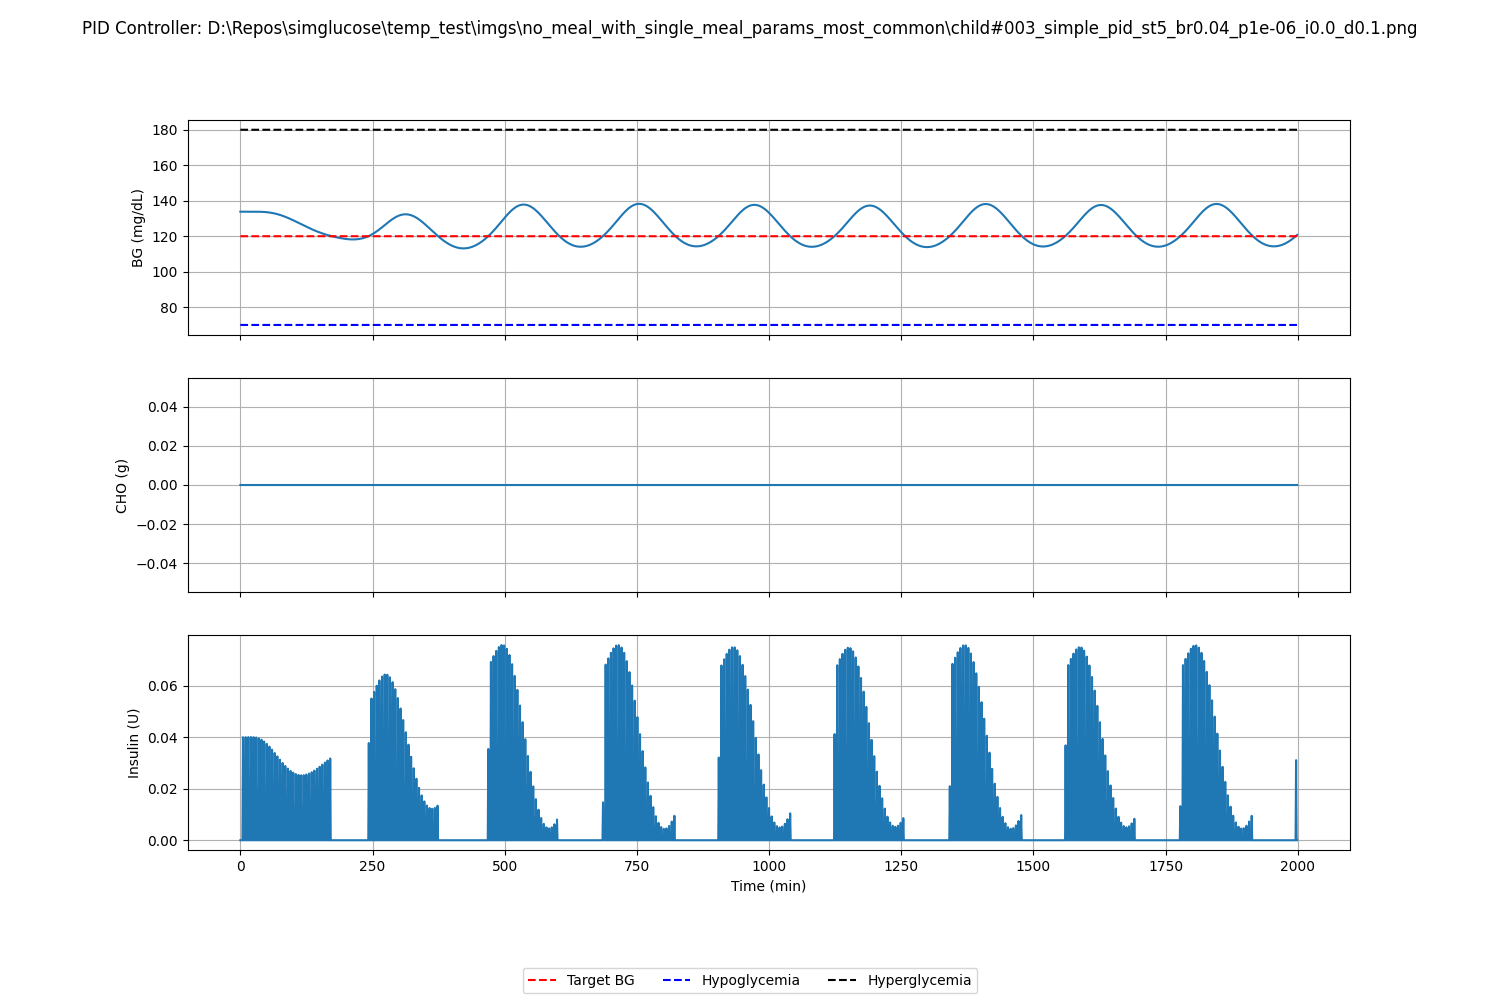 PID Controller: D:\Repos\simglucose\temp_test\imgs\no_meal_with_single_meal_params_most_common\child#003_simple_pid_st5_br0.04_p1e-06_i0.0_d0.1.png
180
160
140
120
100
80
BG (mg/dL)
0.04
0.02
0.00
−0.02
−0.04
CHO (g)
0.06
0.04
0.02
0.00
Insulin (U)
0 250 500 750 1000 1250 1500 1750 2000
Time (min)
Target BG Hypoglycemia Hyperglycemia